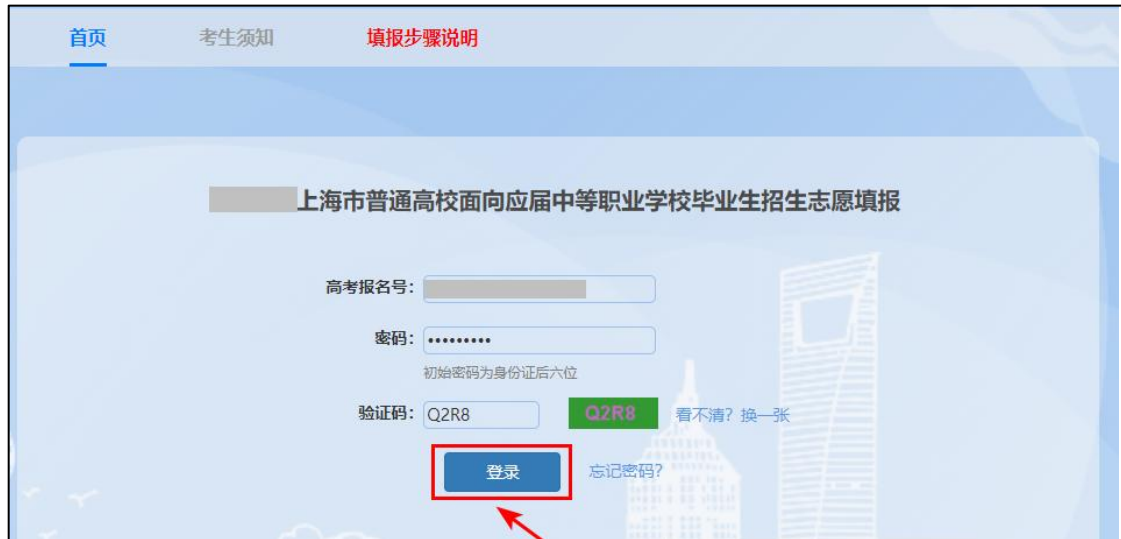 首页 考生须知 填报步骤说明
上海市普通高校面向应届中等职业学校毕业生招生志愿填报
高考报名号：
密码： •••••••••
初始密码为身份证后六位
验证码： Q2R8 Q2R8 看不清？换一张
登录 忘记密码？